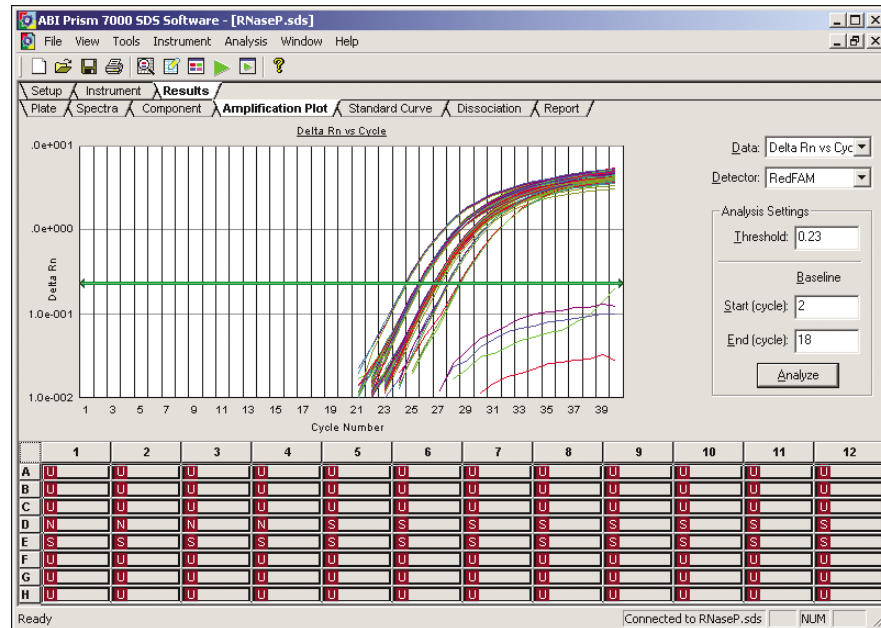 ABI Prism 7000 SDS Software - [RNaseP.sds]
File View Tools Instrument Analysis Window Help
Setup Instrument Results
Plate Spectra Component Amplification Plot Standard Curve Dissociation Report
Delta Rn vs Cycle
.0e+001
.0e+000
1.0e-001
1.0e-002
Delta Rn
1 3 5 7 9 11 13 15 17 19 21 23 25 27 29 31 33 35 37 39
Cycle Number
Data: Delta Rn vs Cyc
Detector: RedFAM
Analysis Settings
Threshold: 0.23
Baseline
Start (cycle): 2
End (cycle): 18
Analyze
1 2 3 4 5 6 7 8 9 10 11 12
A U U U U U U U U U U U U
B U U U U U U U U U U U U
C U U U U U U U U U U U U
D N N N N S S S S S S S S
E S S S S S S S S S S S S
F U U U U U U U U U U U U
G U U U U U U U U U U U U
H U U U U U U U U U U U U
Ready Connected to RNaseP.sds NUM